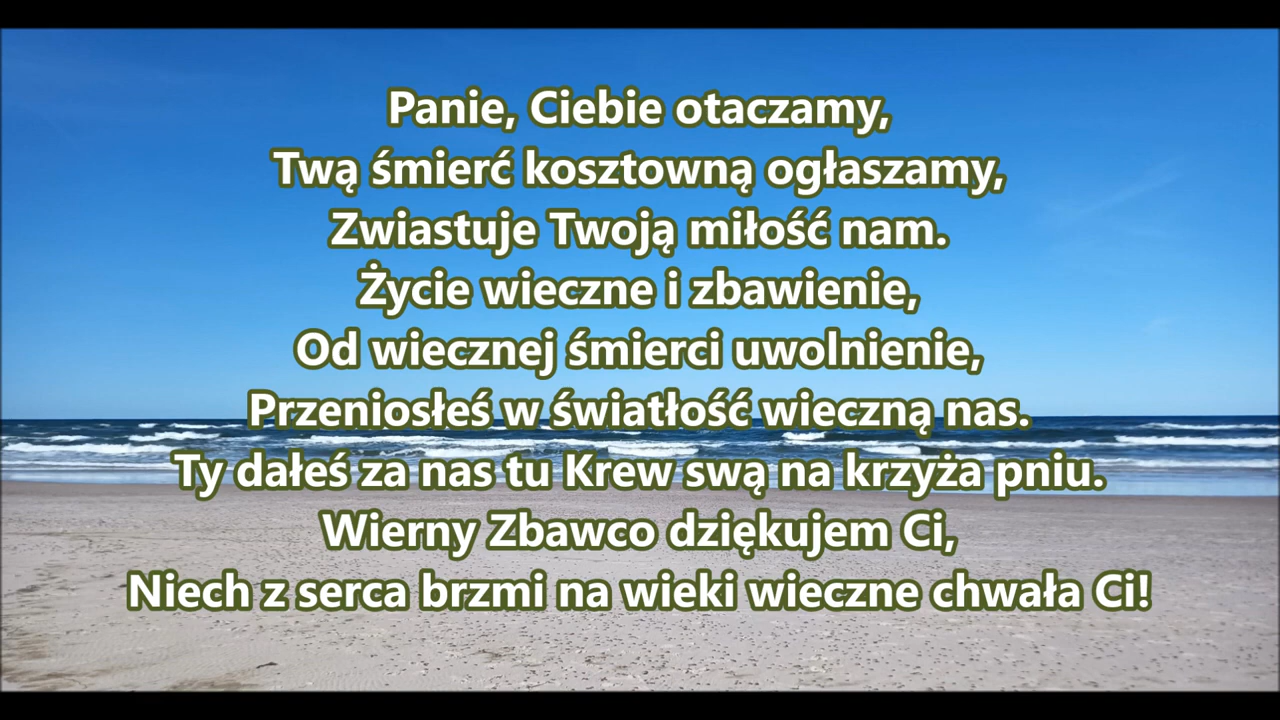 Panie, Ciebie otaczamy,
Twą śmierć kosztowną ogłaszamy,
Zwiastuje Twoją miłość nam.
Życie wieczne i zbawienie,
Od wiecznej śmierci uwolnienie,
Przeniosłeś w światłość wieczną nas.
Ty dałeś za nas tu Krew swą na krzyża pniu.
Wierny Zbawco dziękujem Ci,
Niech z serca brzmi na wieki wieczne chwała Ci!